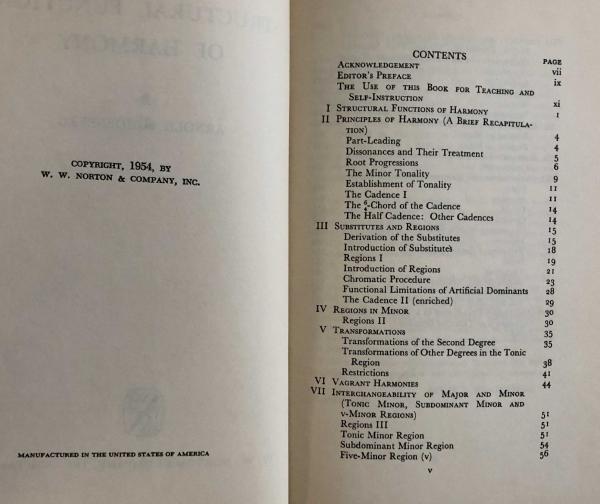 COPYRIGHT, 1954, BY
W. W. NORTON & COMPANY, INC.
MANUFACTURED IN THE UNITED STATES OF AMERICA
CONTENTS
PAGE
ACKNOWLEDGEMENT vii
EDITOR'S PREFACE ix
THE USE OF THIS BOOK FOR TEACHING AND
SELF-INSTRUCTION xi
I STRUCTURAL FUNCTIONS OF HARMONY 1
II PRINCIPLES OF HARMONY (A BRIEF RECAPITULA-
TION) 4
Part-Leading 4
Dissonances and Their Treatment 5
Root Progressions 6
The Minor Tonality 9
Establishment of Tonality 11
The Cadence I 11
The 6/4-Chord of the Cadence 14
The Half Cadence: Other Cadences 14
III SUBSTITUTES AND REGIONS 15
Derivation of the Substitutes 15
Introduction of Substitutes 18
Regions I 19
Introduction of Regions 21
Chromatic Procedure 23
Functional Limitations of Artificial Dominants 28
The Cadence II (enriched) 29
IV REGIONS IN MINOR 30
Regions II 30
V TRANSFORMATIONS 35
Transformations of the Second Degree 35
Transformations of Other Degrees in the Tonic
Region 38
Restrictions 41
VI VAGRANT HARMONIES 44
VII INTERCHANGEABILITY OF MAJOR AND MINOR
(TONIC MINOR, SUBDOMINANT MINOR AND
V-MINOR REGIONS) 51
Regions III 51
Tonic Minor Region 51
Subdominant Minor Region 54
Five-Minor Region (v) 56
v